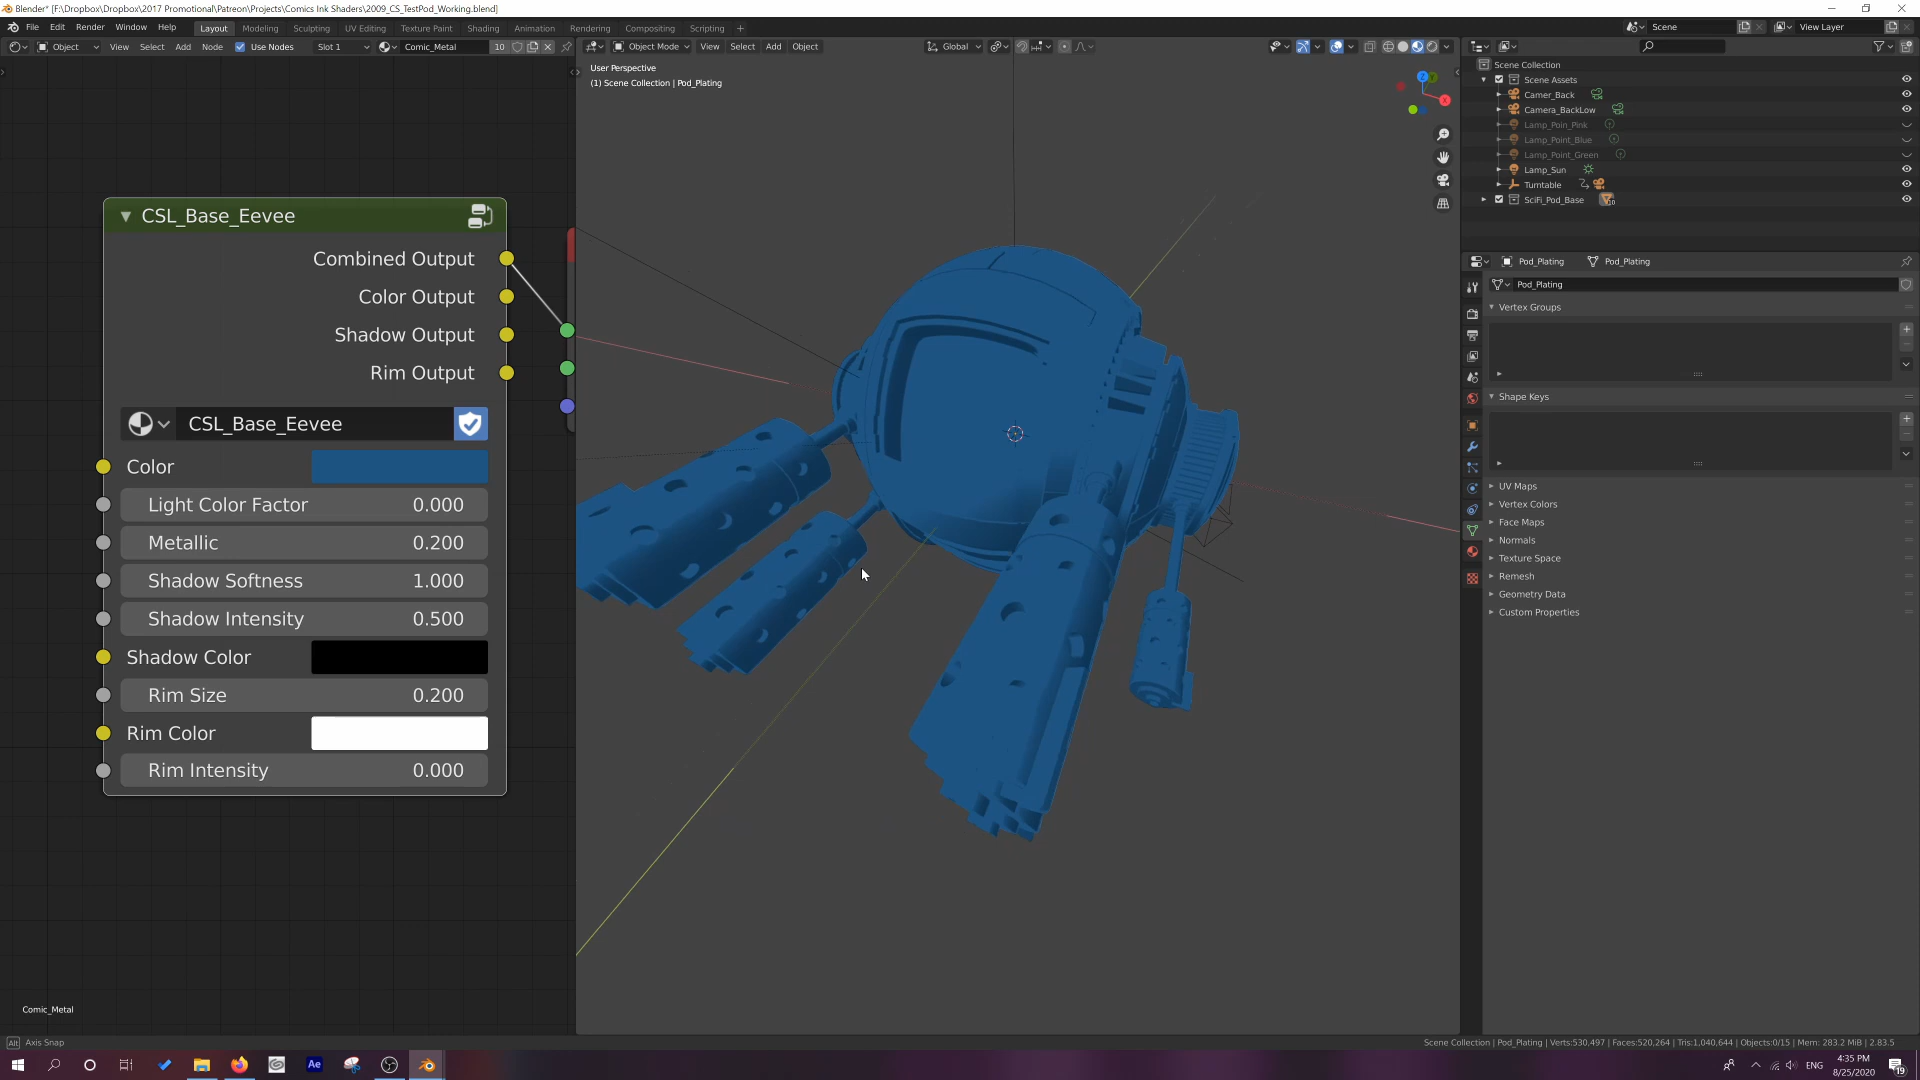 Blender* [F:\Dropbox\Dropbox\2017 Promotional\Patreon\Projects\Comics Ink Shaders\2009_CS_TestPod_Working.blend]
File Edit Render Window Help Layout Modeling Sculpting UV Editing Texture Paint Shading Animation Rendering Compositing Scripting + Scene View Layer
Object View Select Add Node Use Nodes Slot 1 Comic_Metal 10 Object Mode View Select Add Object Global
User Perspective
(1) Scene Collection | Pod_Plating
Scene Collection
Scene Assets
Camer_Back
Camera_BackLow
Lamp_Poin_Pink
Lamp_Point_Blue
Lamp_Point_Green
Lamp_Sun
Turntable
SciFi_Pod_Base
Z
Y
X
CSL_Base_Eevee
Combined Output
Color Output
Shadow Output
Rim Output
CSL_Base_Eevee
Color
Light Color Factor 0.000
Metallic 0.200
Shadow Softness 1.000
Shadow Intensity 0.500
Shadow Color
Rim Size 0.200
Rim Color
Rim Intensity 0.000
Pod_Plating Pod_Plating
Pod_Plating
Vertex Groups
Shape Keys
UV Maps
Vertex Colors
Face Maps
Normals
Texture Space
Remesh
Geometry Data
Custom Properties
Comic_Metal
Alt Axis Snap
Scene Collection | Pod_Plating | Verts:530,497 | Faces:520,264 | Tris:1,040,644 | Objects:0/15 | Mem: 283.2 MiB | 2.83.5
Ae
ENG
4:35 PM
8/25/2020
19